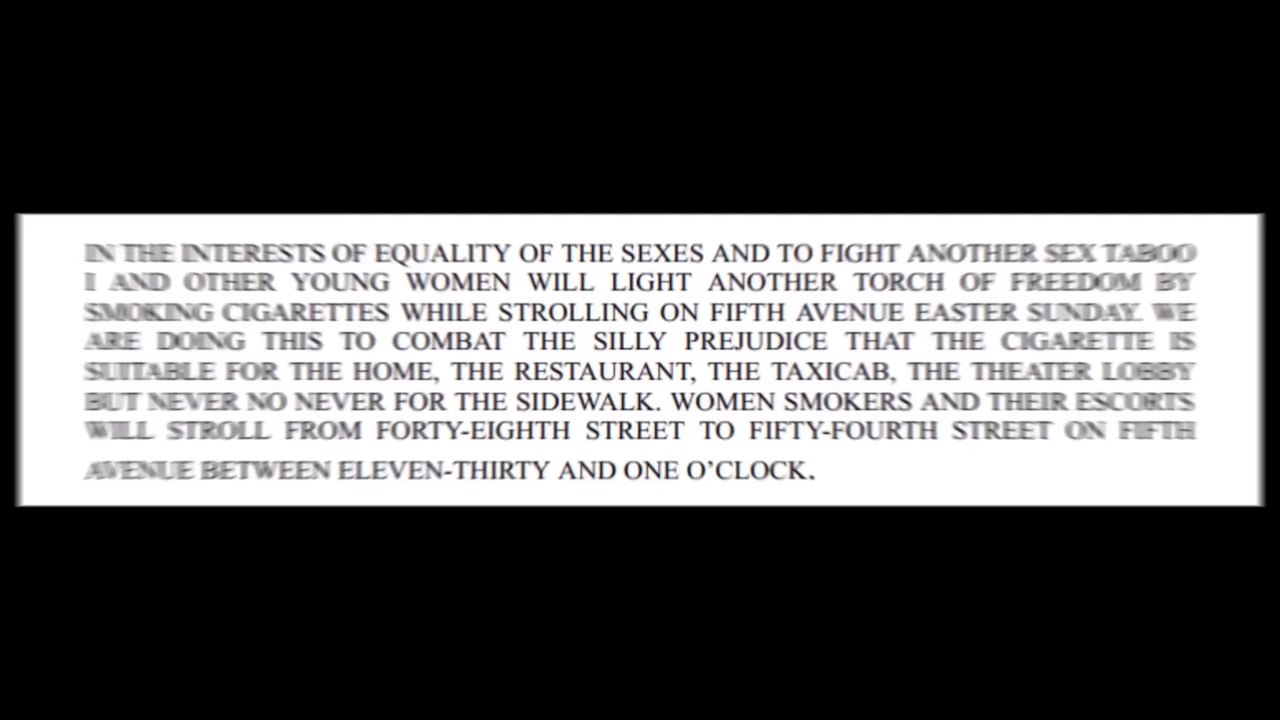 IN THE INTERESTS OF EQUALITY OF THE SEXES AND TO FIGHT ANOTHER SEX TABOO
I AND OTHER YOUNG WOMEN WILL LIGHT ANOTHER TORCH OF FREEDOM BY
SMOKING CIGARETTES WHILE STROLLING ON FIFTH AVENUE EASTER SUNDAY. WE
ARE DOING THIS TO COMBAT THE SILLY PREJUDICE THAT THE CIGARETTE IS
SUITABLE FOR THE HOME, THE RESTAURANT, THE TAXICAB, THE THEATER LOBBY
BUT NEVER NO NEVER FOR THE SIDEWALK. WOMEN SMOKERS AND THEIR ESCORTS
WILL STROLL FROM FORTY-EIGHTH STREET TO FIFTY-FOURTH STREET ON FIFTH
AVENUE BETWEEN ELEVEN-THIRTY AND ONE O’CLOCK.